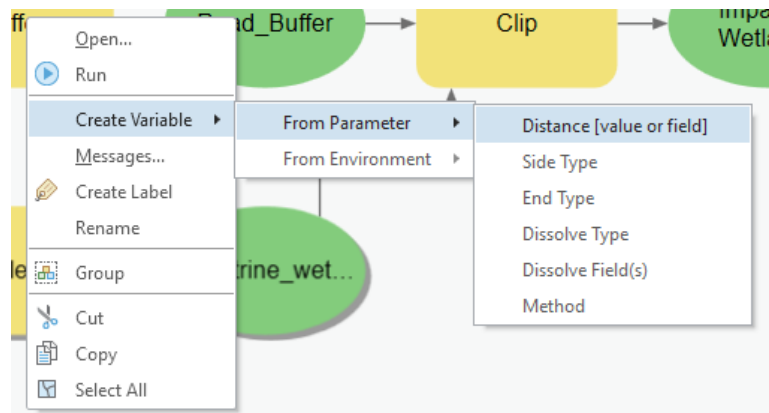 Road_Buffer
Clip
Open...
Run
Create Variable
Messages...
Create Label
Rename
Group
Cut
Copy
Select All
From Parameter
From Environment
Distance [value or field]
Side Type
End Type
Dissolve Type
Dissolve Field(s)
Method
trine_wet...